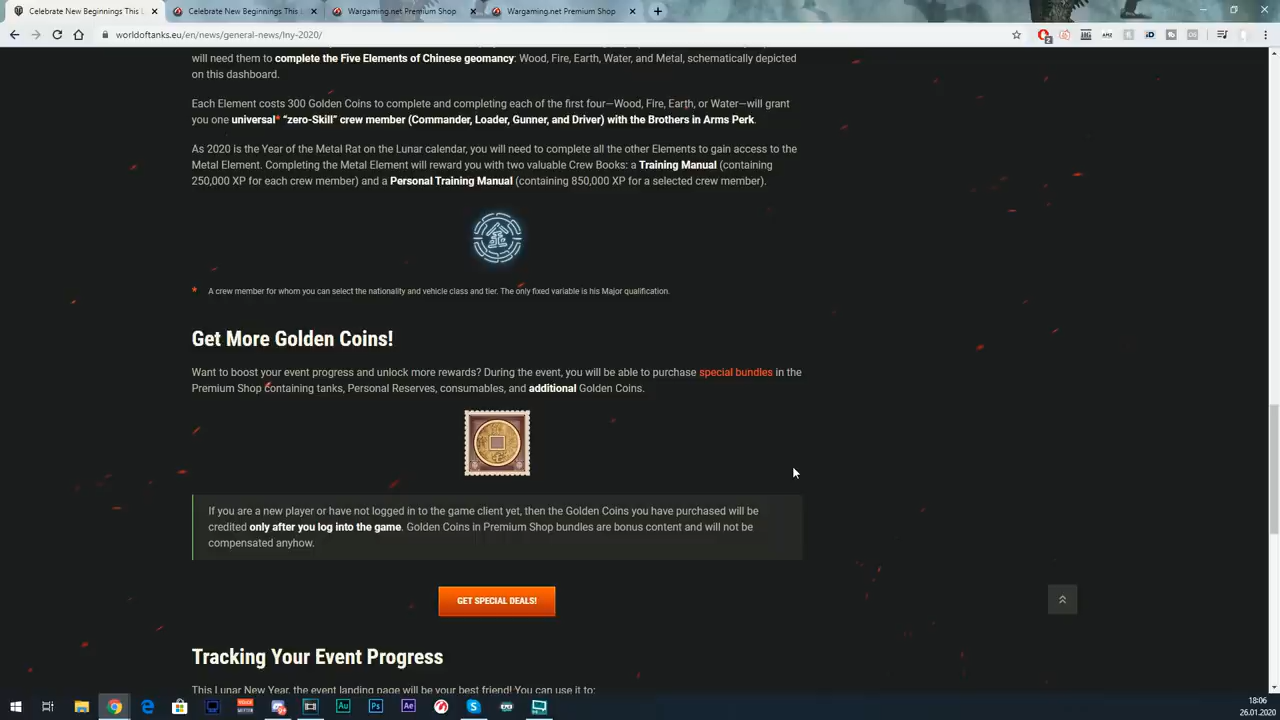 Celebrate New Beginnings This L
Celebrate New Beginnings This L
Wargaming.net Premium Shop
Wargaming.net Premium Shop
worldoftanks.eu/en/news/general-news/lny-2020/
will need them to complete the Five Elements of Chinese geomancy: Wood, Fire, Earth, Water, and Metal, schematically depicted
on this dashboard.
Each Element costs 300 Golden Coins to complete and completing each of the first four—Wood, Fire, Earth, or Water—will grant
you one universal* “zero-Skill” crew member (Commander, Loader, Gunner, and Driver) with the Brothers in Arms Perk.
As 2020 is the Year of the Metal Rat on the Lunar calendar, you will need to complete all the other Elements to gain access to the
Metal Element. Completing the Metal Element will reward you with two valuable Crew Books: a Training Manual (containing
250,000 XP for each crew member) and a Personal Training Manual (containing 850,000 XP for a selected crew member).
金
* A crew member for whom you can select the nationality and vehicle class and tier. The only fixed variable is his Major qualification.
Get More Golden Coins!
Want to boost your event progress and unlock more rewards? During the event, you will be able to purchase special bundles in the
Premium Shop containing tanks, Personal Reserves, consumables, and additional Golden Coins.
If you are a new player or have not logged in to the game client yet, then the Golden Coins you have purchased will be
credited only after you log into the game. Golden Coins in Premium Shop bundles are bonus content and will not be
compensated anyhow.
GET SPECIAL DEALS!
Tracking Your Event Progress
This Lunar New Year, the event landing page will be your best friend! You can use it to:
Au
Ps
Ae
18:06
26.01.2020